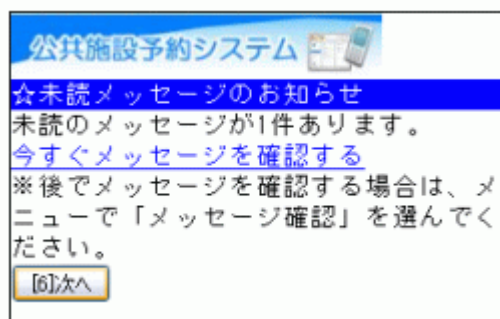 公共施設予約システム
☆未読メッセージのお知らせ
未読のメッセージが1件あります。
今すぐメッセージを確認する
※後でメッセージを確認する場合は、メ
ニューで「メッセージ確認」を選んでく
ださい。
[6]次へ